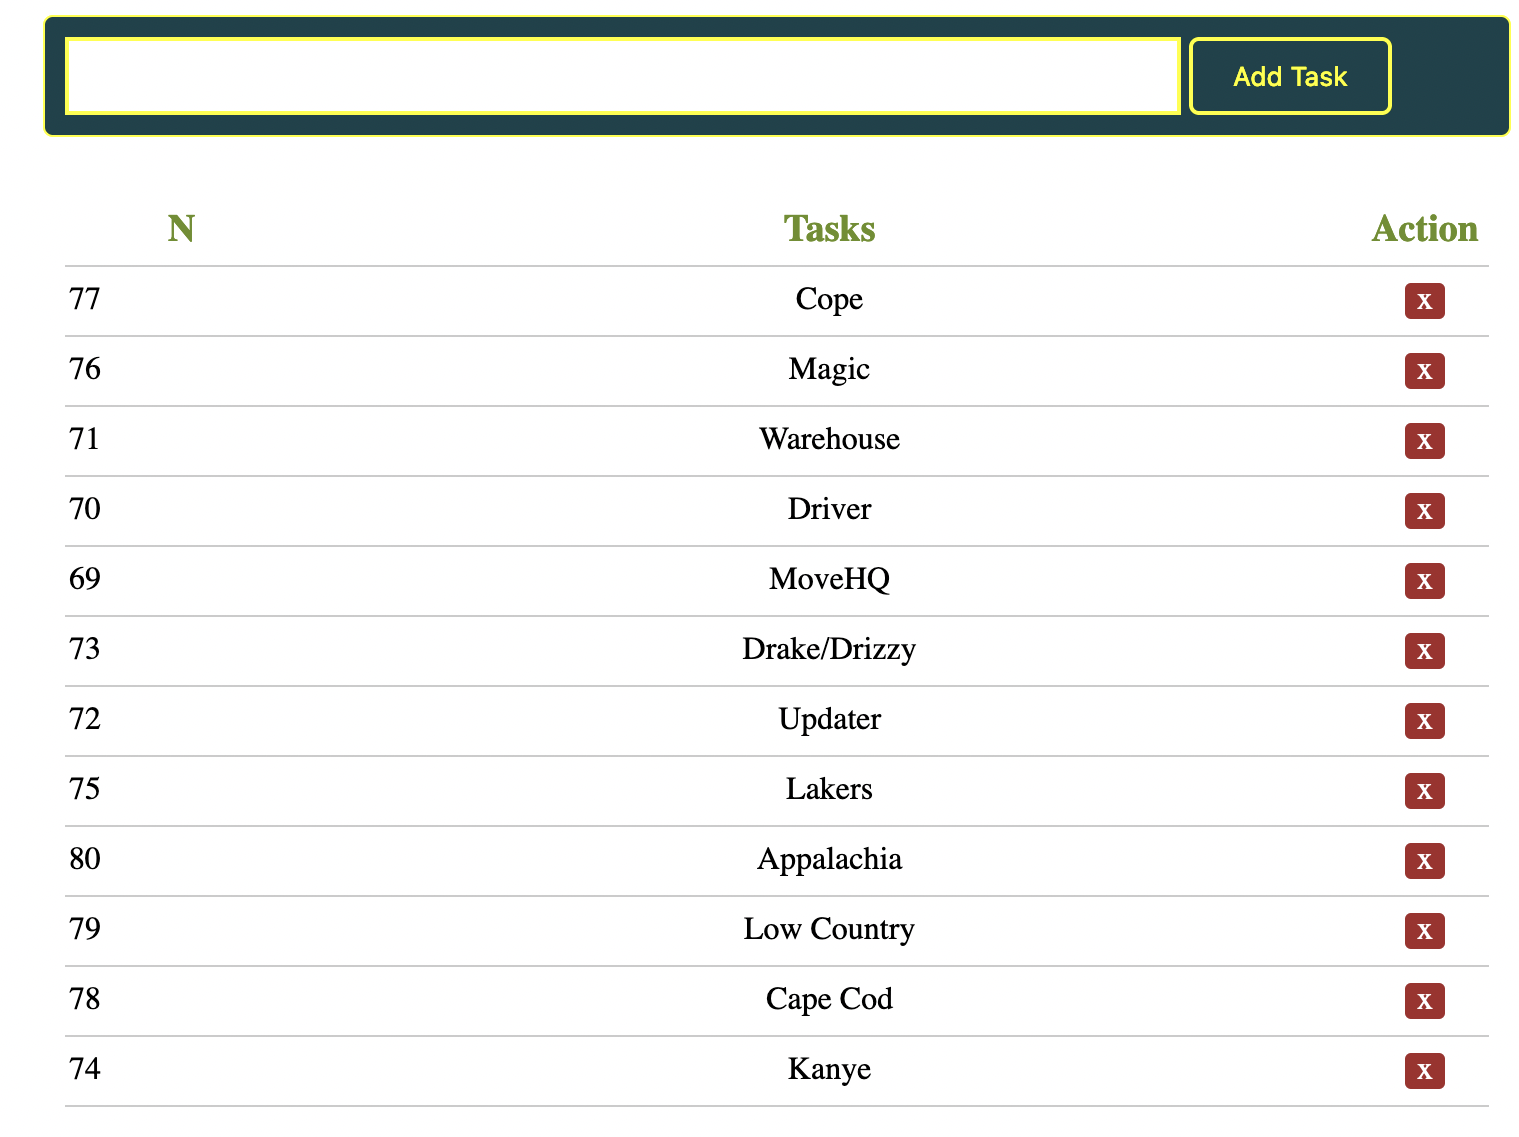 Add Task
N Tasks Action
77 Cope x
76 Magic x
71 Warehouse x
70 Driver x
69 MoveHQ x
73 Drake/Drizzy x
72 Updater x
75 Lakers x
80 Appalachia x
79 Low Country x
78 Cape Cod x
74 Kanye x